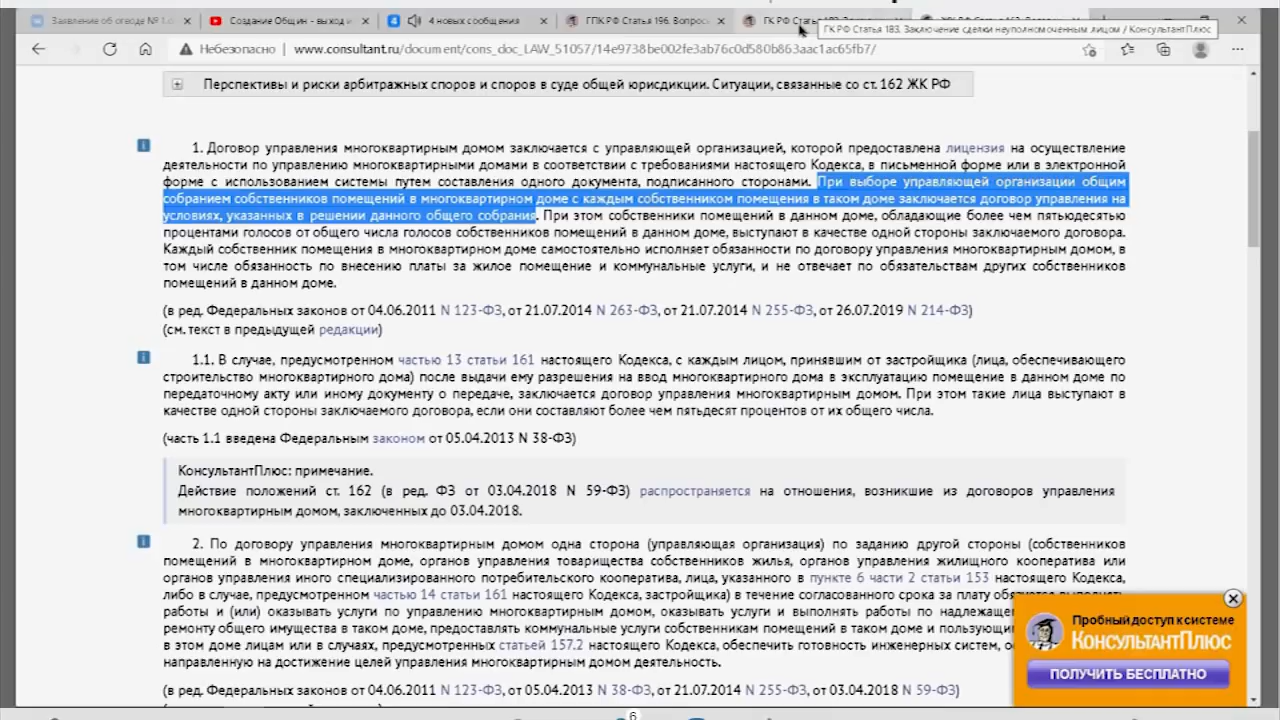 Заявление об отводе № 1.
Создание Общин - выход и
4 новых сообщения
ГПК РФ Статья 196. Вопрос
ГК РФ Статья 183. Заключение сделки неуполномоченным лицом / КонсультантПлюс
Небезопасно | www.consultant.ru/document/cons_doc_LAW_51057/14e9738be002fe3ab76c0d580b863aac1ac65fb7/
Перспективы и риски арбитражных споров и споров в суде общей юрисдикции. Ситуации, связанные со ст. 162 ЖК РФ
1. Договор управления многоквартирным домом заключается с управляющей организацией, которой предоставлена лицензия на осуществление
деятельности по управлению многоквартирными домами в соответствии с требованиями настоящего Кодекса, в письменной форме или в электронной
форме с использованием системы путем составления одного документа, подписанного сторонами. При выборе управляющей организации общим
собранием собственников помещений в многоквартирном доме с каждым собственником помещения в таком доме заключается договор управления на
условиях, указанных в решении данного общего собрания. При этом собственники помещений в данном доме, обладающие более чем пятьюдесятью
процентами голосов от общего числа голосов собственников помещений в данном доме, выступают в качестве одной стороны заключаемого договора.
Каждый собственник помещения в многоквартирном доме самостоятельно исполняет обязанности по договору управления многоквартирным домом, в
том числе обязанность по внесению платы за жилое помещение и коммунальные услуги, и не отвечает по обязательствам других собственников
помещений в данном доме.
(в ред. Федеральных законов от 04.06.2011 N 123-ФЗ, от 21.07.2014 N 263-ФЗ, от 21.07.2014 N 255-ФЗ, от 26.07.2019 N 214-ФЗ)
(см. текст в предыдущей редакции)
1.1. В случае, предусмотренном частью 13 статьи 161 настоящего Кодекса, с каждым лицом, принявшим от застройщика (лица, обеспечивающего
строительство многоквартирного дома) после выдачи ему разрешения на ввод многоквартирного дома в эксплуатацию помещение в данном доме по
передаточному акту или иному документу о передаче, заключается договор управления многоквартирным домом. При этом такие лица выступают в
качестве одной стороны заключаемого договора, если они составляют более чем пятьдесят процентов от их общего числа.
(часть 1.1 введена Федеральным законом от 05.04.2013 N 38-ФЗ)
КонсультантПлюс: примечание.
Действие положений ст. 162 (в ред. ФЗ от 03.04.2018 N 59-ФЗ) распространяется на отношения, возникшие из договоров управления
многоквартирным домом, заключенных до 03.04.2018.
2. По договору управления многоквартирным домом одна сторона (управляющая организация) по заданию другой стороны (собственников
помещений в многоквартирном доме, органов управления товарищества собственников жилья, органов управления жилищного кооператива или
органов управления иного специализированного потребительского кооператива, лица, указанного в пункте 6 части 2 статьи 153 настоящего Кодекса,
либо в случае, предусмотренном частью 14 статьи 161 настоящего Кодекса, застройщика) в течение согласованного срока за плату обязуется выполнять
работы и (или) оказывать услуги по управлению многоквартирным домом, оказывать услуги и выполнять работы по надлежащем
ремонту общего имущества в таком доме, предоставлять коммунальные услуги собственникам помещений в таком доме и пользующи
в этом доме лицам или в случаях, предусмотренных статьей 157.2 настоящего Кодекса, обеспечить готовность инженерных систем, о
направленную на достижение целей управления многоквартирным домом деятельность.
(в ред. Федеральных законов от 04.06.2011 N 123-ФЗ, от 05.04.2013 N 38-ФЗ, от 21.07.2014 N 255-ФЗ, от 03.04.2018 N 59-ФЗ)
Пробный доступ к системе
КонсультантПлюс
ПОЛУЧИТЬ БЕСПЛАТНО
6